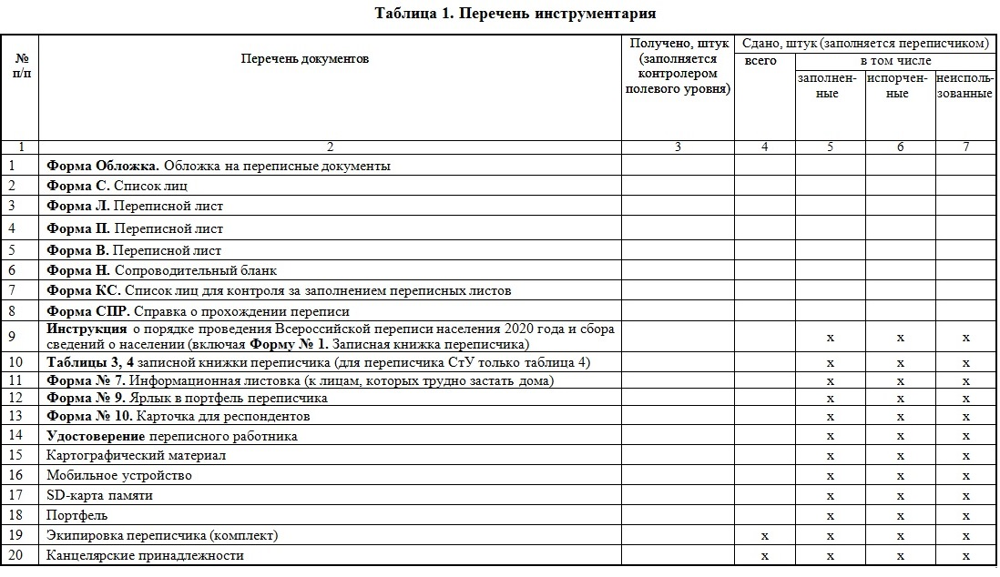 Таблица 1. Перечень инструментария
№ п/п
Перечень документов
Получено, штук (заполняется контролером полевого уровня)
Сдано, штук (заполняется переписчиком)
всего
в том числе
заполнен-ные
испорчен-ные
неисполь-зованные
1 2 3 4 5 6 7
1 Форма Обложка. Обложка на переписные документы
2 Форма С. Список лиц
3 Форма Л. Переписной лист
4 Форма П. Переписной лист
5 Форма В. Переписной лист
6 Форма Н. Сопроводительный бланк
7 Форма КС. Список лиц для контроля за заполнением переписных листов
8 Форма СПР. Справка о прохождении переписи
9 Инструкция о порядке проведения Всероссийской переписи населения 2020 года и сбора
сведений о населении (включая Форму № 1. Записная книжка переписчика) х х х
10 Таблицы 3, 4 записной книжки переписчика (для переписчика СтУ только таблица 4) х х х
11 Форма № 7. Информационная листовка (к лицам, которых трудно застать дома) х х х
12 Форма № 9. Ярлык в портфель переписчика х х х
13 Форма № 10. Карточка для респондентов х х х
14 Удостоверение переписного работника х х х
15 Картографический материал х х х
16 Мобильное устройство х х х
17 SD-карта памяти х х х
18 Портфель х х х
19 Экипировка переписчика (комплект) х х х х
20 Канцелярские принадлежности х х х х